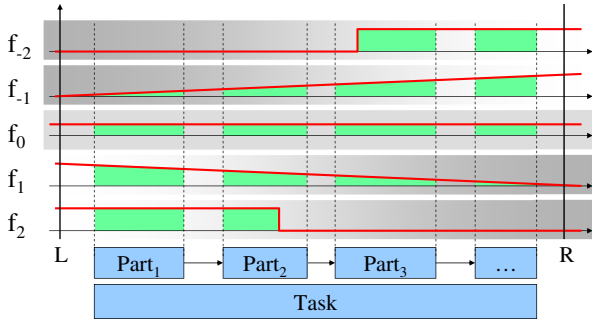 f₋₂
f₋₁
f₀
f₁
f₂
L Part₁ Part₂ Part₃ … R
Task